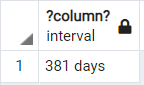 ?column?
interval
1 381 days